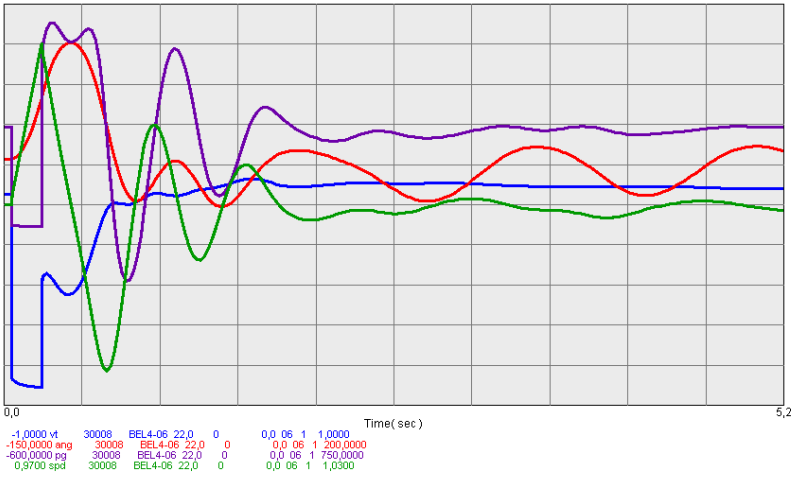 0,0 5,2
Time( sec )
-1,0000 vt 30008 BEL4-06 22,0 0 0,0 06 1 1,0000
-150,0000 ang 30008 BEL4-06 22,0 0 0,0 06 1 200,0000
-600,0000 pg 30008 BEL4-06 22,0 0 0,0 06 1 750,0000
0,9700 spd 30008 BEL4-06 22,0 0 0,0 06 1 1,0300